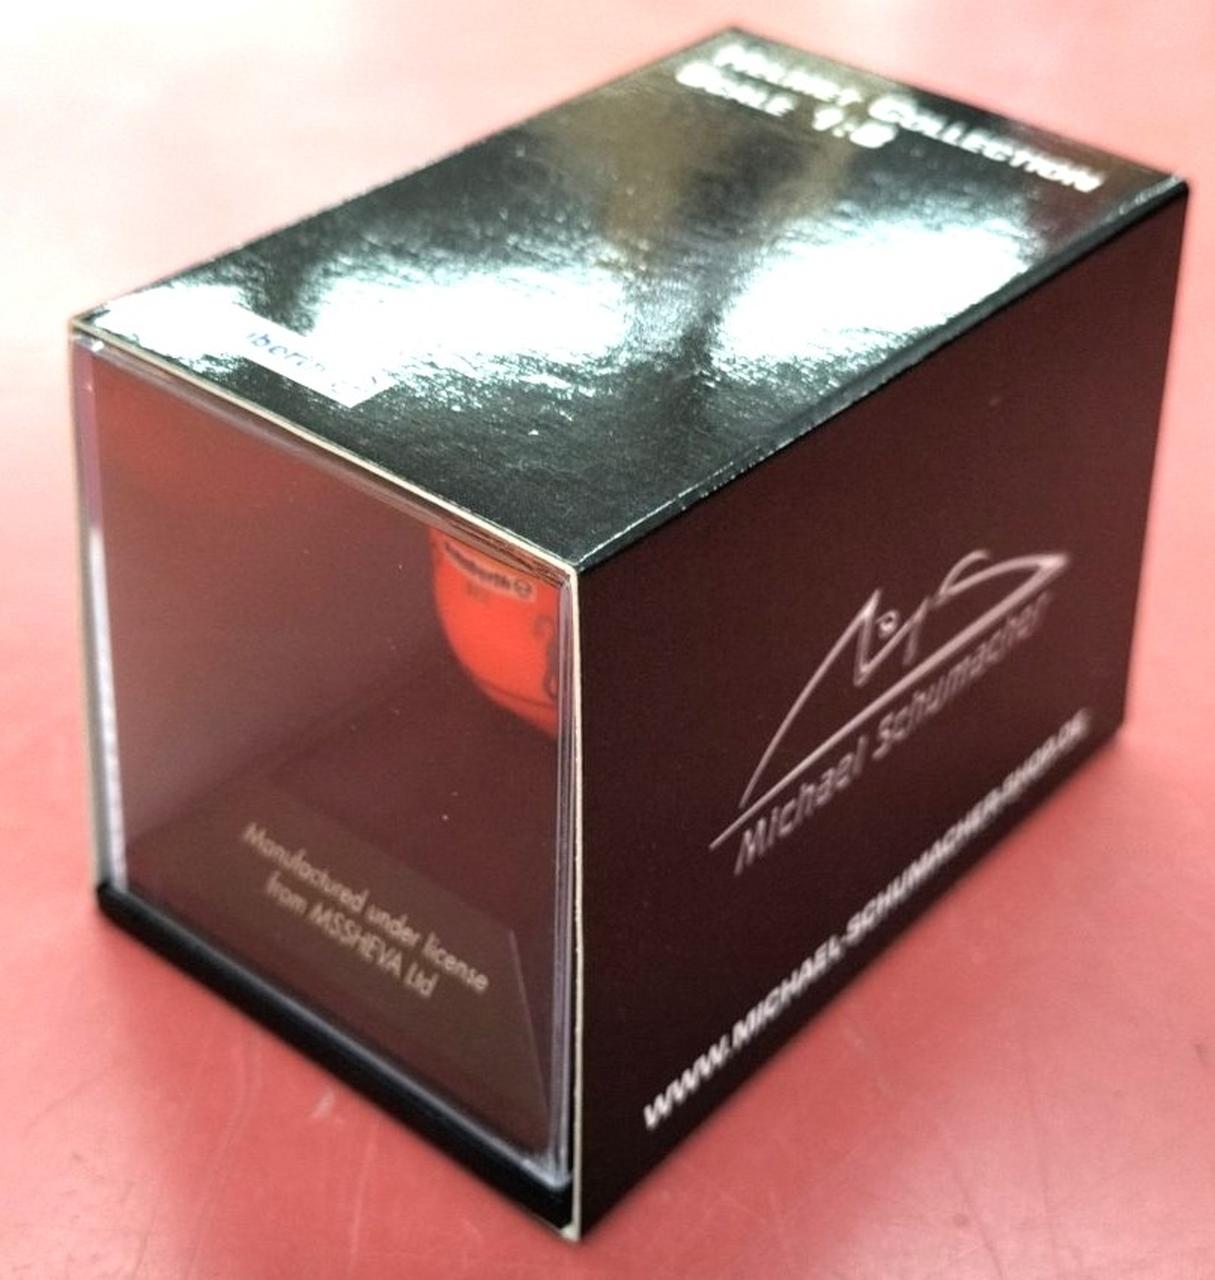 HELMET COLLECTION
SCALE 1:8
Manufactured under license
from MSSHEVA Ltd
Michael Schumacher
WWW.MICHAEL-SCHUMACHER-SHOP.DE